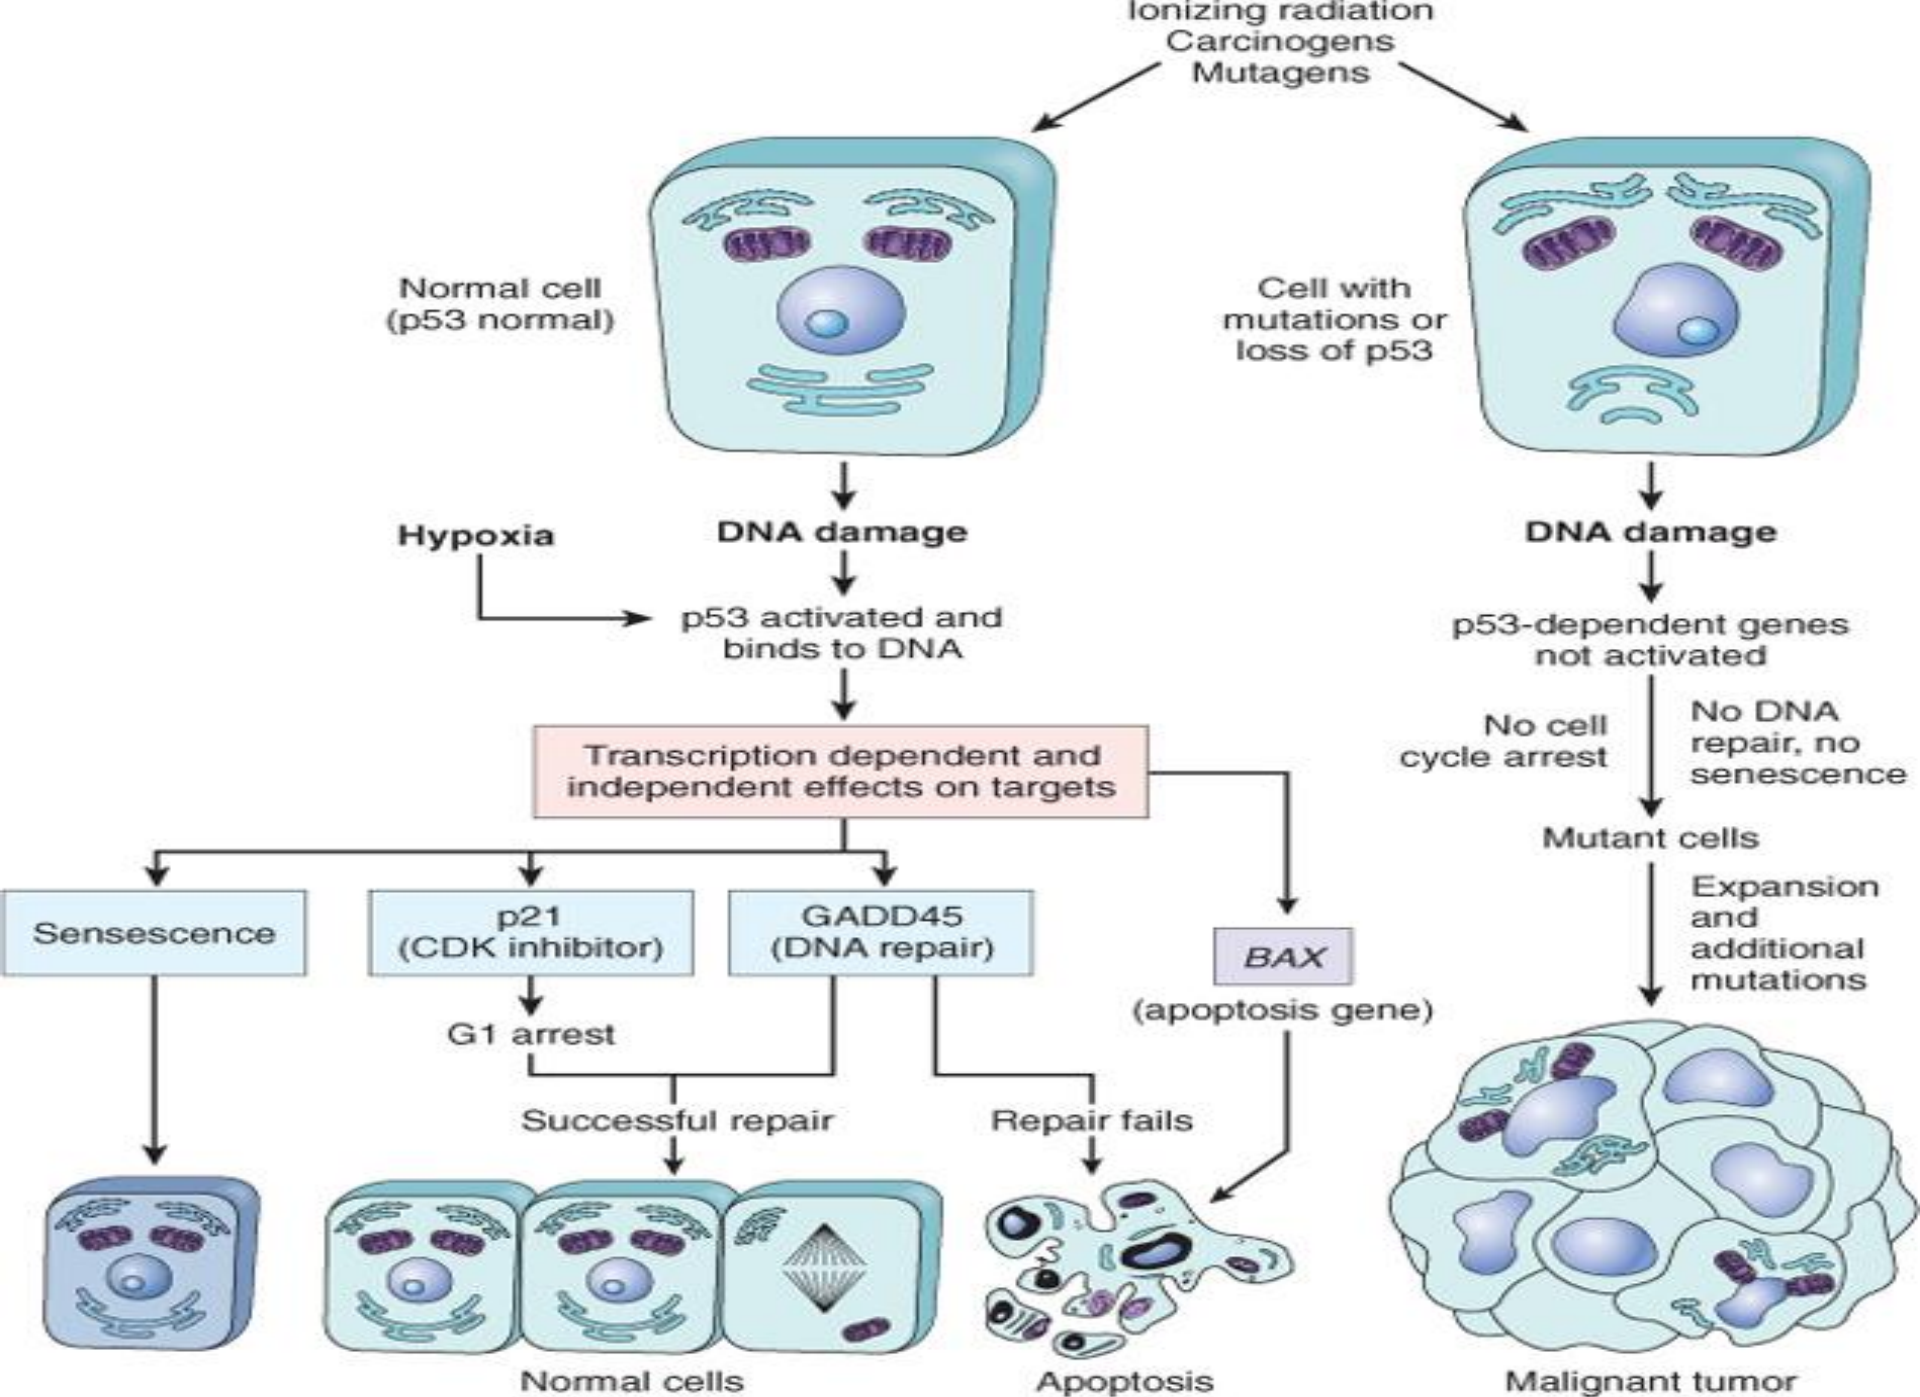 Ionizing radiation
Carcinogens
Mutagens
Normal cell
(p53 normal)
Cell with
mutations or
loss of p53
Hypoxia
DNA damage
DNA damage
p53 activated and
binds to DNA
p53-dependent genes
not activated
Transcription dependent and
independent effects on targets
No cell
cycle arrest
No DNA
repair, no
senescence
Mutant cells
Sensescence
p21
(CDK inhibitor)
GADD45
(DNA repair)
BAX
(apoptosis gene)
Expansion
and
additional
mutations
G1 arrest
Successful repair
Repair fails
Normal cells
Apoptosis
Malignant tumor